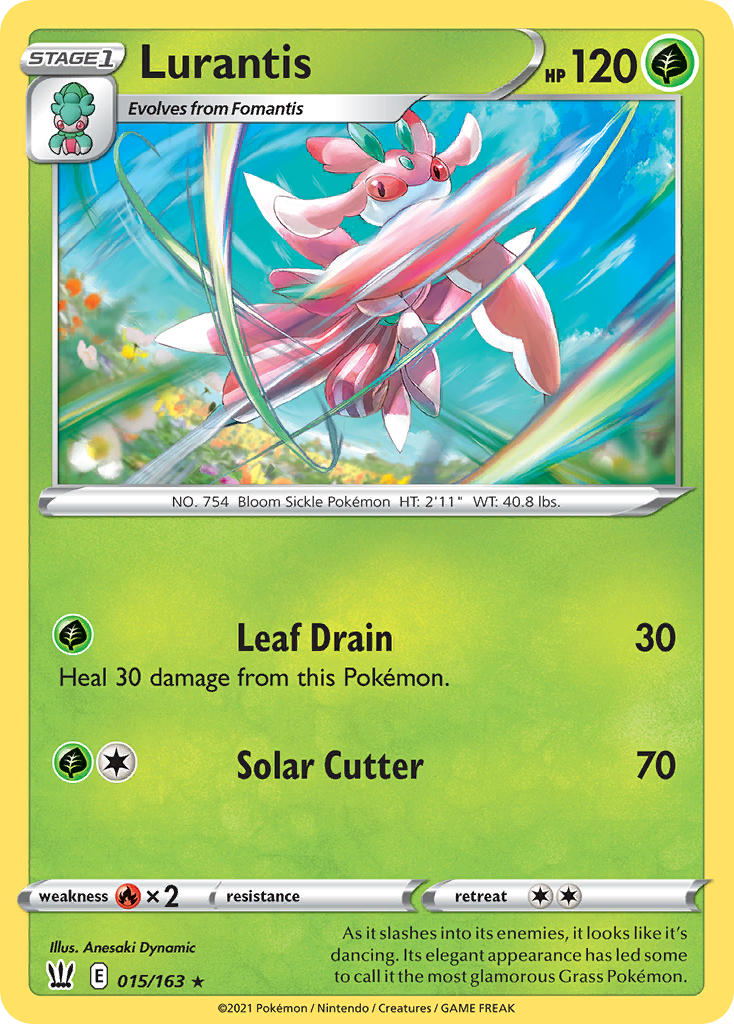 STAGE1
Lurantis
HP 120
Evolves from Fomantis
NO. 754 Bloom Sickle Pokémon HT: 2'11" WT: 40.8 lbs.
Leaf Drain 30
Heal 30 damage from this Pokémon.
Solar Cutter 70
weakness ×2 resistance retreat
Illus. Anesaki Dynamic
As it slashes into its enemies, it looks like it's
dancing. Its elegant appearance has led some
to call it the most glamorous Grass Pokémon.
E 015/163 ★
©2021 Pokémon / Nintendo / Creatures / GAME FREAK